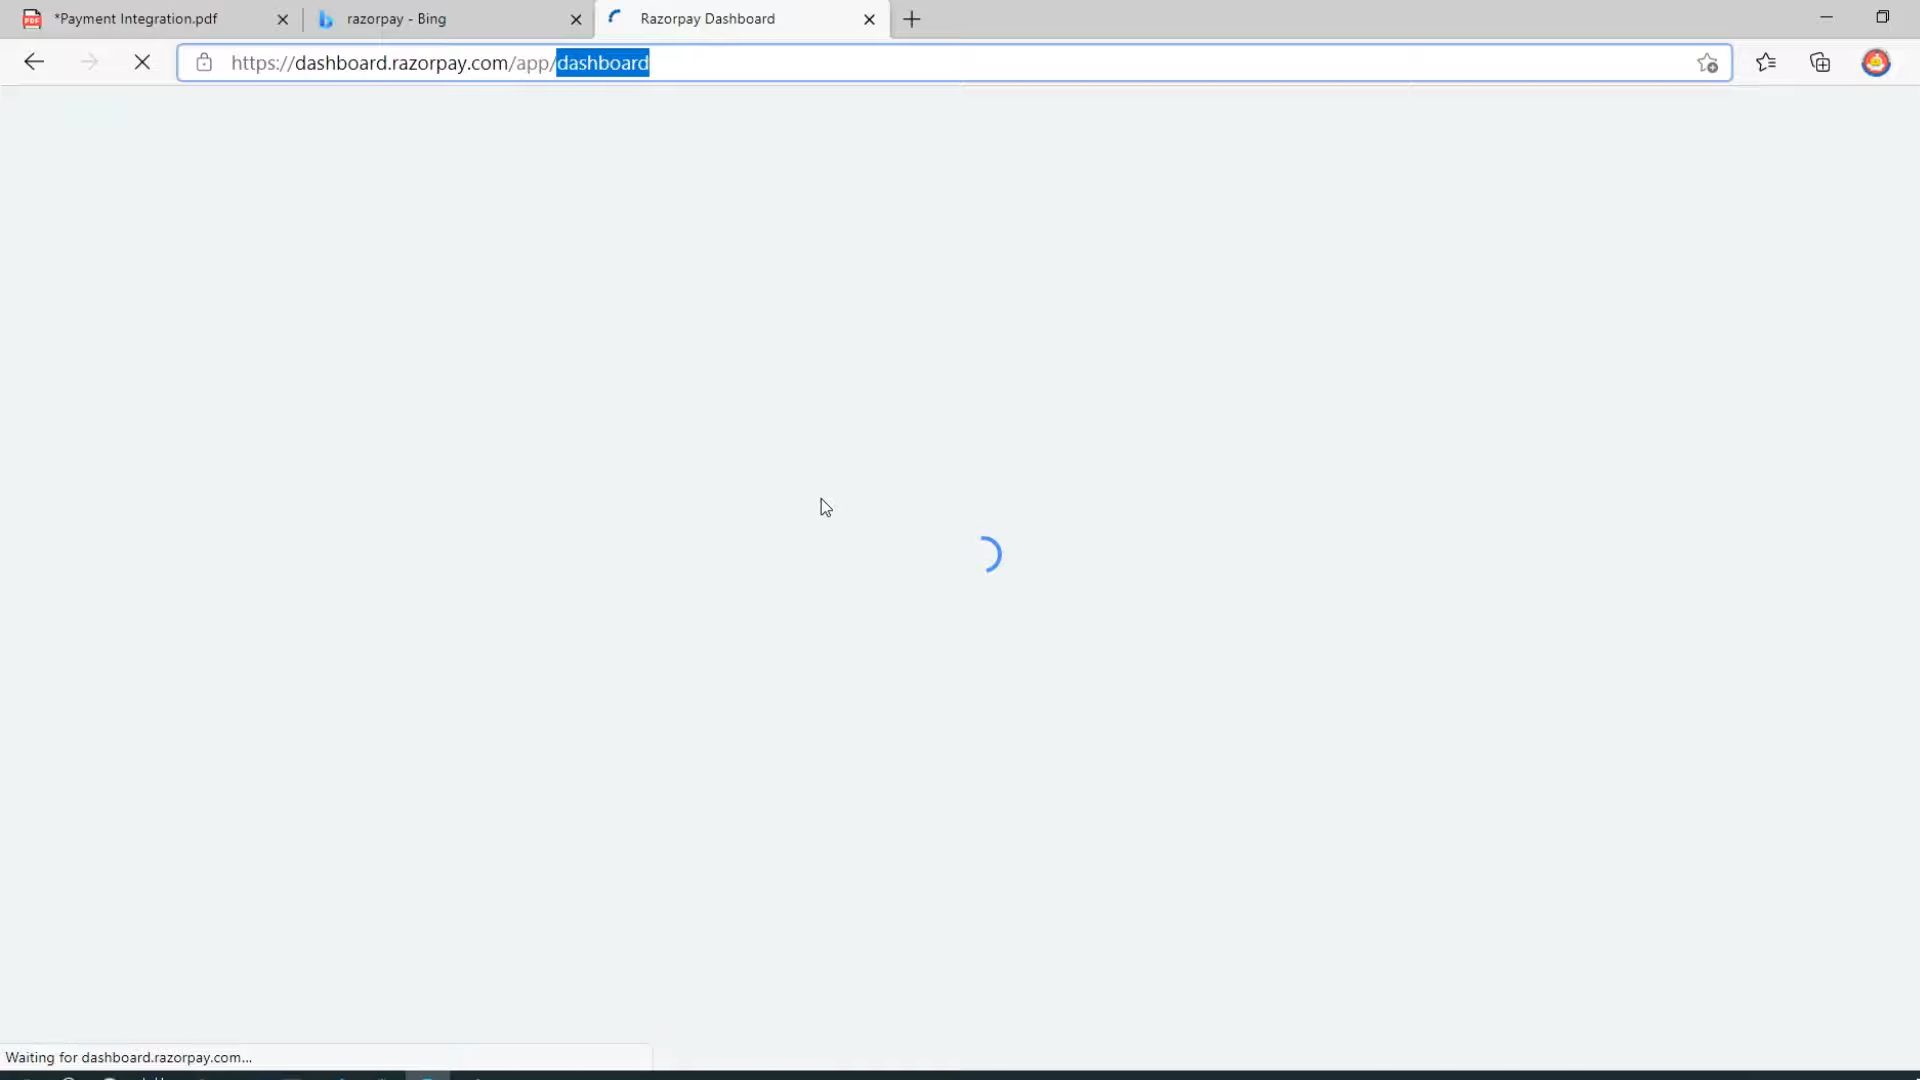 *Payment Integration.pdf
razorpay - Bing
Razorpay Dashboard
https://dashboard.razorpay.com/app/dashboard
Waiting for dashboard.razorpay.com...